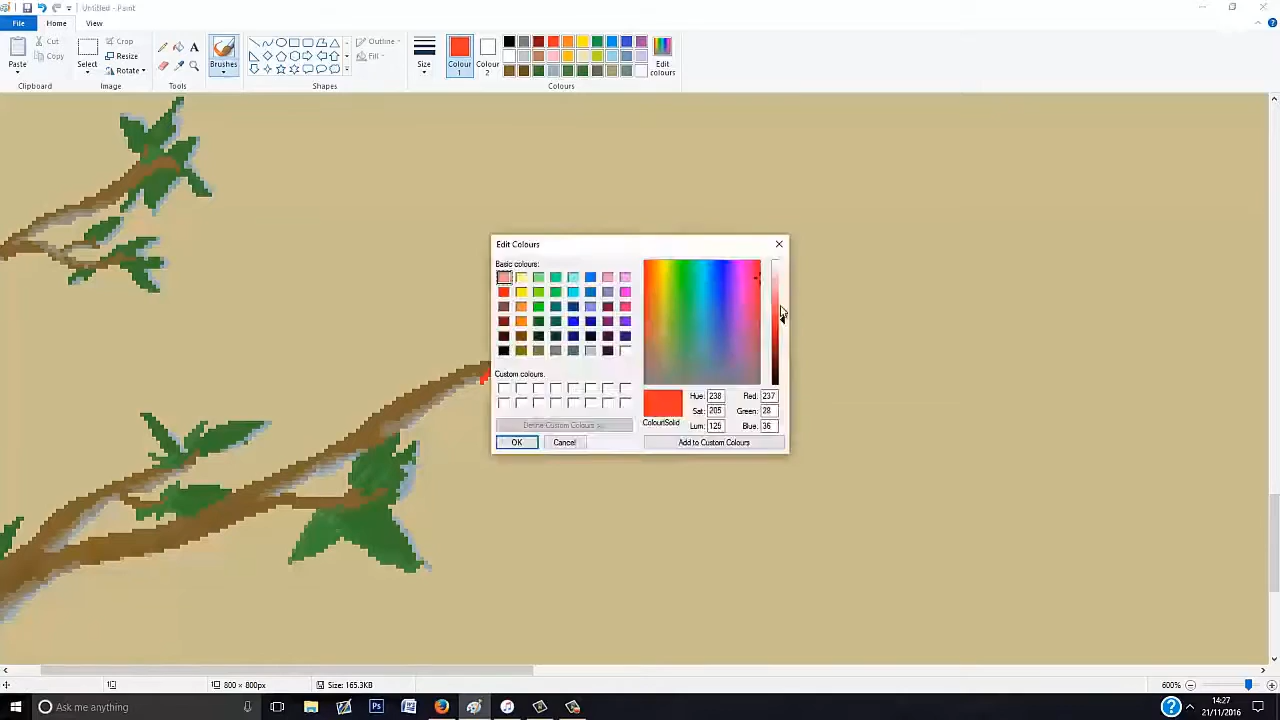 Untitled - Paint
File
Home
View
Paste
Cut
Copy
Select
Crop
Resize
Rotate
Brushes
Outline
Fill
Size
Colour 1
Colour 2
Edit colours
Clipboard
Image
Tools
Shapes
Colours
Edit Colours
Basic colours:
Custom colours:
Define Custom Colours >>
OK
Cancel
Colour|Solid
Hue: 238
Sat: 205
Lum: 125
Red: 237
Green: 28
Blue: 36
Add to Custom Colours
800 × 800px
Size: 165.3KB
600%
Ask me anything
14:27
21/11/2016